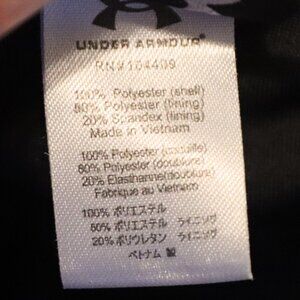 UNDER ARMOUR®
RN#104409
100% Polyester (shell)
80% Polyester (lining)
20% Spandex (lining)
Made in Vietnam
100% Polyester (coquille)
80% Polyester (doublure)
20% Elasthanne(doublure)
Fabrique au Vietnam
100% ポリエステル
80% ポリエステル ライニング
20% ポリウレタン ライニング
ベトナム 製